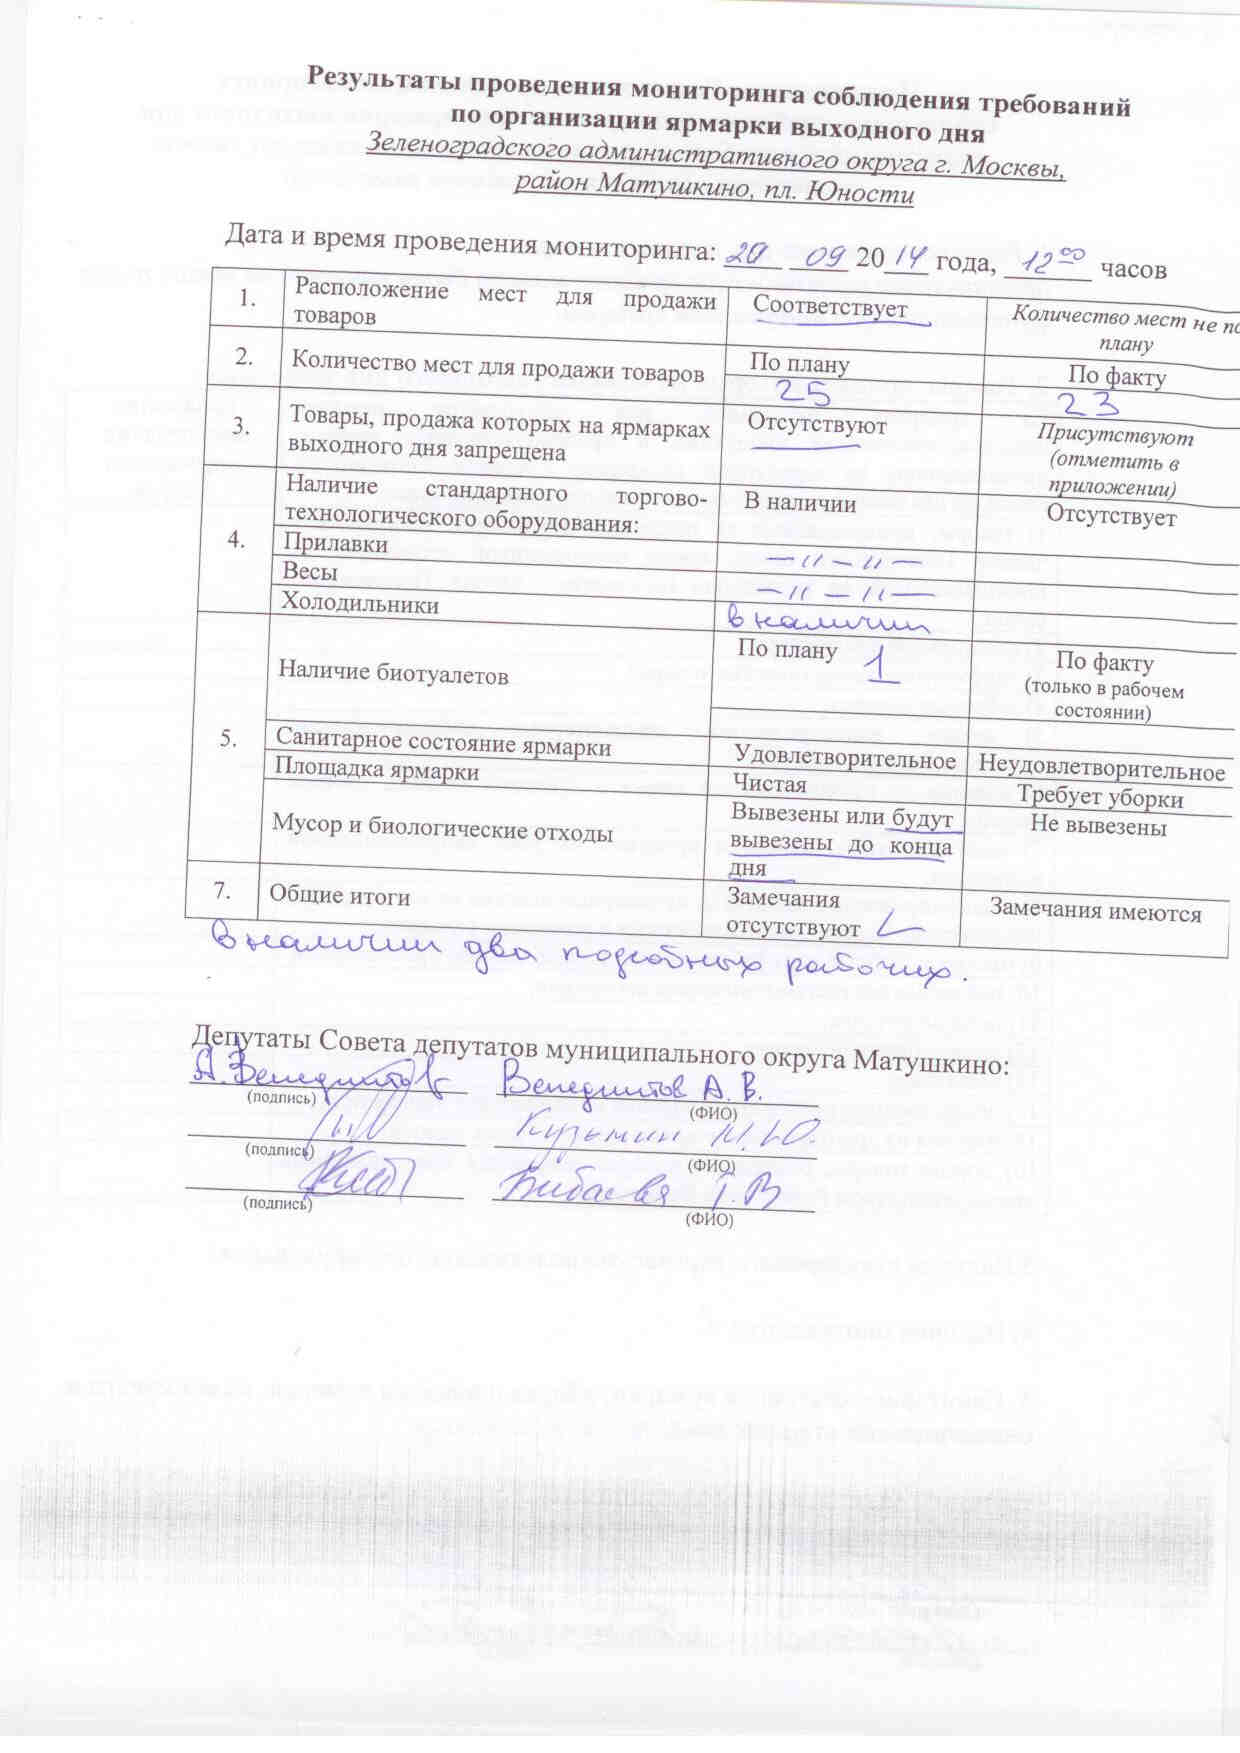 Результаты проведения мониторинга соблюдения требований
по организации ярмарки выходного дня
Зеленоградского административного округа г. Москвы,
район Матушкино, пл. Юности
Дата и время проведения мониторинга: 20 09 2014 года, 12 00 часов
1. Расположение мест для продажи товаров Соответствует Количество мест не по плану
2. Количество мест для продажи товаров По плану По факту
25 23
3. Товары, продажа которых на ярмарках выходного дня запрещена Отсутствуют Присутствуют (отметить в приложении)
4. Наличие стандартного торгово-технологического оборудования: В наличии Отсутствует
Прилавки — // — // —
Весы — // — // —
Холодильники в наличии
5. Наличие биотуалетов По плану 1 По факту (только в рабочем состоянии)
Санитарное состояние ярмарки Удовлетворительное Неудовлетворительное
Площадка ярмарки Чистая Требует уборки
Мусор и биологические отходы Вывезены или будут вывезены до конца дня Не вывезены
7. Общие итоги Замечания отсутствуют Замечания имеются
В наличии два подсобных рабочих.
Депутаты Совета депутатов муниципального округа Матушкино:
А. Венедиктов Венедиктов А. В.
(подпись) (ФИО)
Кузьмин М.Ю.
(подпись) (ФИО)
Бибаева Г.В
(подпись) (ФИО)